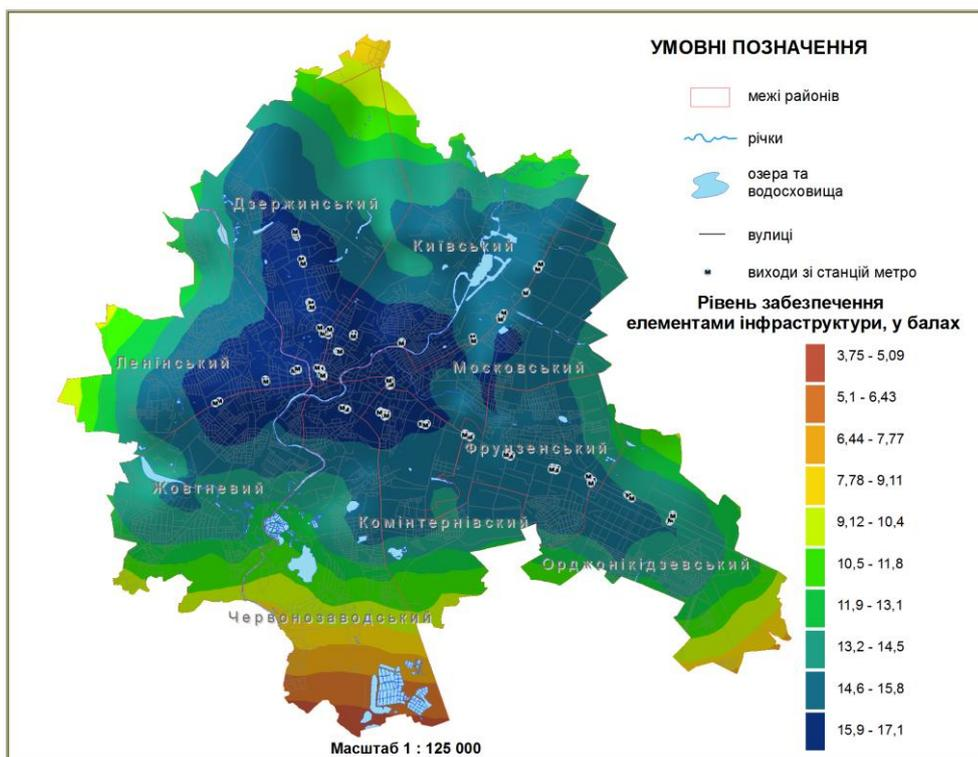 УМОВНІ ПОЗНАЧЕННЯ
межі районів
річки
озера та
водосховища
вулиці
м
виходи зі станцій метро
Рівень забезпечення
елементами інфраструктури, у балах
3,75 - 5,09
5,1 - 6,43
6,44 - 7,77
7,78 - 9,11
9,12 - 10,4
10,5 - 11,8
11,9 - 13,1
13,2 - 14,5
14,6 - 15,8
15,9 - 17,1
Дзержинський
Київський
Ленінський
Московський
Фрунзенський
Жовтневий
Комінтернівский
Орджонікідзевський
Червонозаводський
Масштаб 1 : 125 000